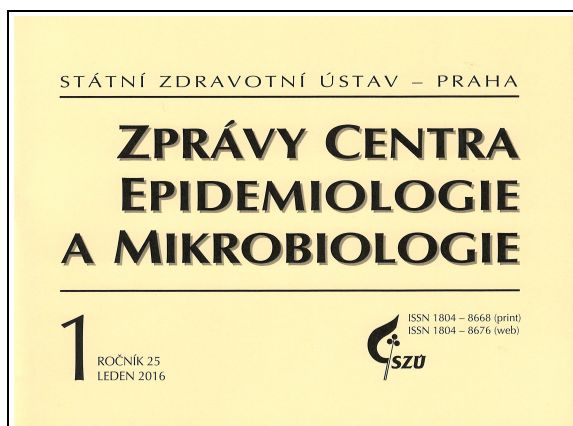 STÁTNÍ ZDRAVOTNÍ ÚSTAV – PRAHA
ZPRÁVY CENTRA
EPIDEMIOLOGIE
A MIKROBIOLOGIE
1
ROČNÍK 25
LEDEN 2016
ISSN 1804 – 8668 (print)
ISSN 1804 – 8676 (web)
SZÚ